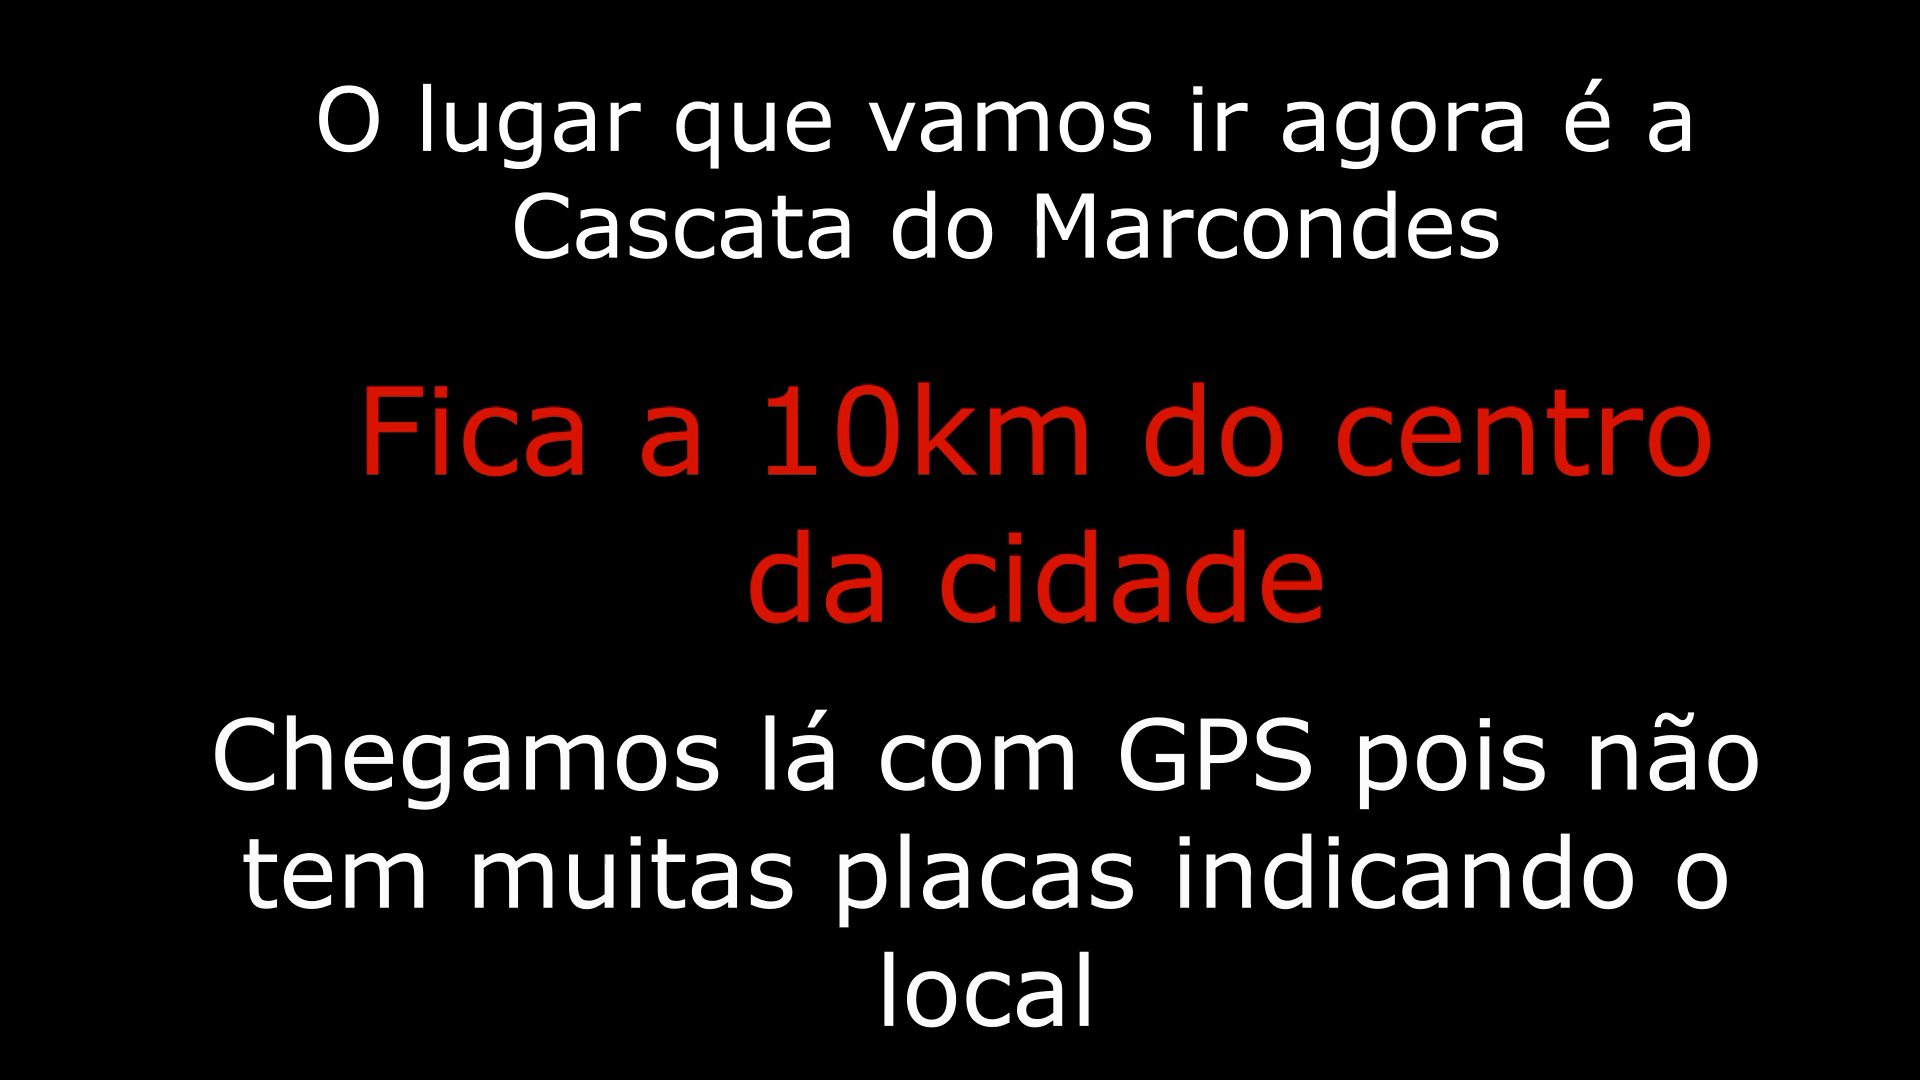 O lugar que vamos ir agora é a
Cascata do Marcondes
Fica a 10km do centro
da cidade
Chegamos lá com GPS pois não
tem muitas placas indicando o
local